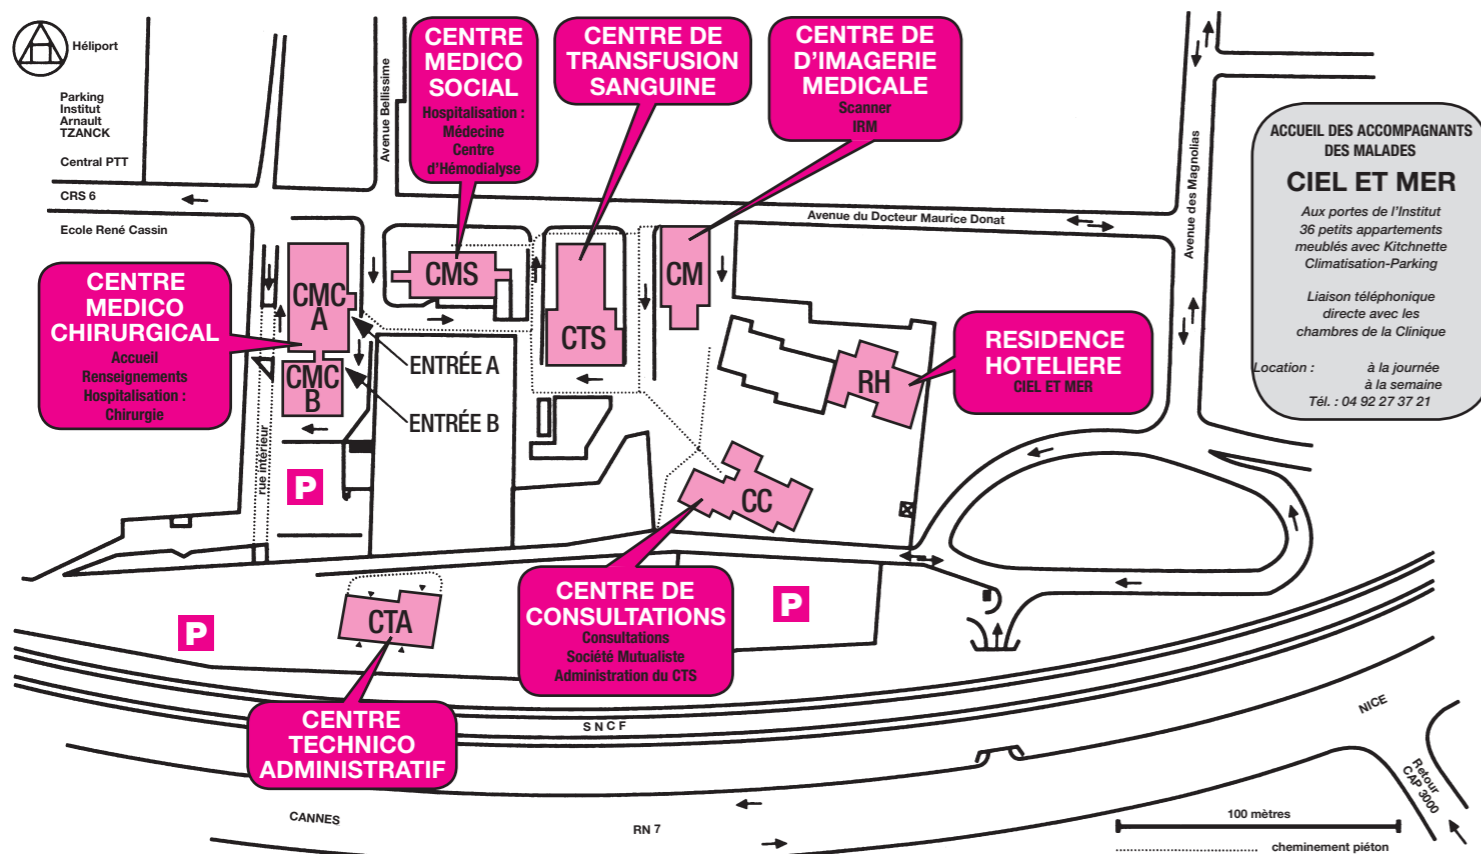 Héliport
Parking
Institut
Arnault
TZANCK
Central PTT
CRS 6
Ecole René Cassin
Avenue Bellissime
CENTRE
MEDICO
SOCIAL
Hospitalisation :
Médecine
Centre
d'Hémodialyse
CENTRE DE
TRANSFUSION
SANGUINE
CENTRE
D'IMAGERIE
MEDICALE
Scanner
IRM
Avenue du Docteur Maurice Donat
Avenue des Magnolias
ACCUEIL DES ACCOMPAGNANTS
DES MALADES
CIEL ET MER
Aux portes de l'Institut
36 petits appartements
meublés avec Kitchnette
Climatisation-Parking
Liaison téléphonique
directe avec les
chambres de la Clinique
Location : à la journée
à la semaine
Tél. : 04 92 27 37 21
CENTRE
MEDICO
CHIRURGICAL
Accueil
Renseignements
Hospitalisation :
Chirurgie
CMC
A
CMC
B
CMS
CTS
CM
RH
ENTRÉE A
ENTRÉE B
RESIDENCE
HOTELIERE
CIEL ET MER
rue intérieur
P
CC
CENTRE DE
CONSULTATIONS
Consultations
Société Mutualiste
Administration du CTS
P
P
CTA
CENTRE
TECHNICO
ADMINISTRATIF
SNCF
NICE
CANNES
RN 7
Retour
CAP 3000
100 mètres
cheminement piéton